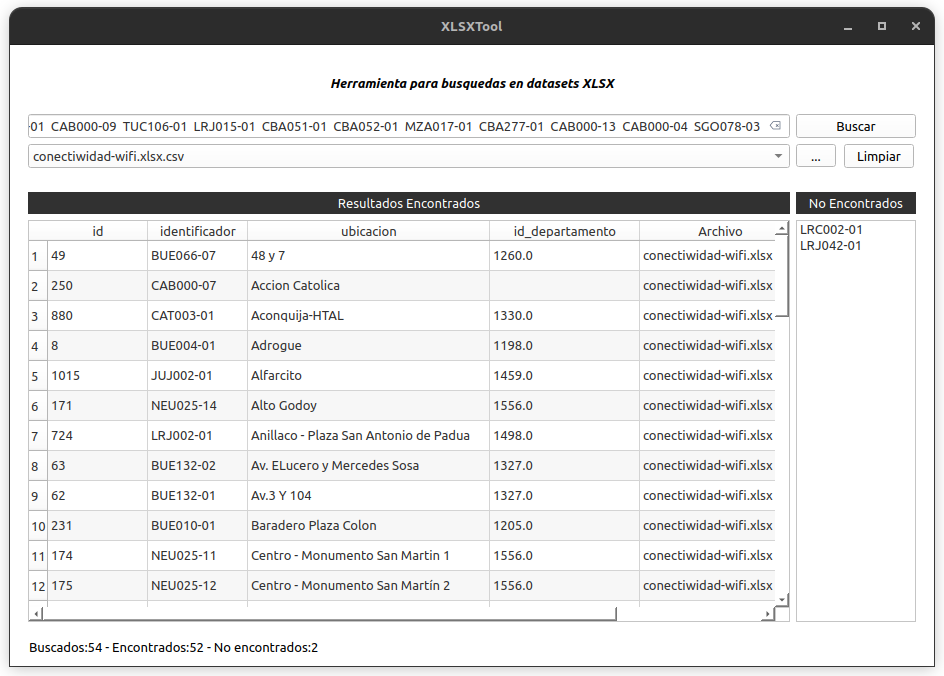 XLSXTool
Herramienta para busquedas en datasets XLSX
-01 CAB000-09 TUC106-01 LRJ015-01 CBA051-01 CBA052-01 MZA017-01 CBA277-01 CAB000-13 CAB000-04 SGO078-03 Buscar
conectiwidad-wifi.xlsx.csv ... Limpiar
Resultados Encontrados No Encontrados
id identificador ubicacion id_departamento Archivo LRC002-01
LRJ042-01
1 49 BUE066-07 48 y 7 1260.0 conectiwidad-wifi.xlsx
2 250 CAB000-07 Accion Catolica conectiwidad-wifi.xlsx
3 880 CAT003-01 Aconquija-HTAL 1330.0 conectiwidad-wifi.xlsx
4 8 BUE004-01 Adrogue 1198.0 conectiwidad-wifi.xlsx
5 1015 JUJ002-01 Alfarcito 1459.0 conectiwidad-wifi.xlsx
6 171 NEU025-14 Alto Godoy 1556.0 conectiwidad-wifi.xlsx
7 724 LRJ002-01 Anillaco - Plaza San Antonio de Padua 1498.0 conectiwidad-wifi.xlsx
8 63 BUE132-02 Av. ELucero y Mercedes Sosa 1327.0 conectiwidad-wifi.xlsx
9 62 BUE132-01 Av.3 Y 104 1327.0 conectiwidad-wifi.xlsx
10 231 BUE010-01 Baradero Plaza Colon 1205.0 conectiwidad-wifi.xlsx
11 174 NEU025-11 Centro - Monumento San Martin 1 1556.0 conectiwidad-wifi.xlsx
12 175 NEU025-12 Centro - Monumento San Martín 2 1556.0 conectiwidad-wifi.xlsx
Buscados:54 - Encontrados:52 - No encontrados:2